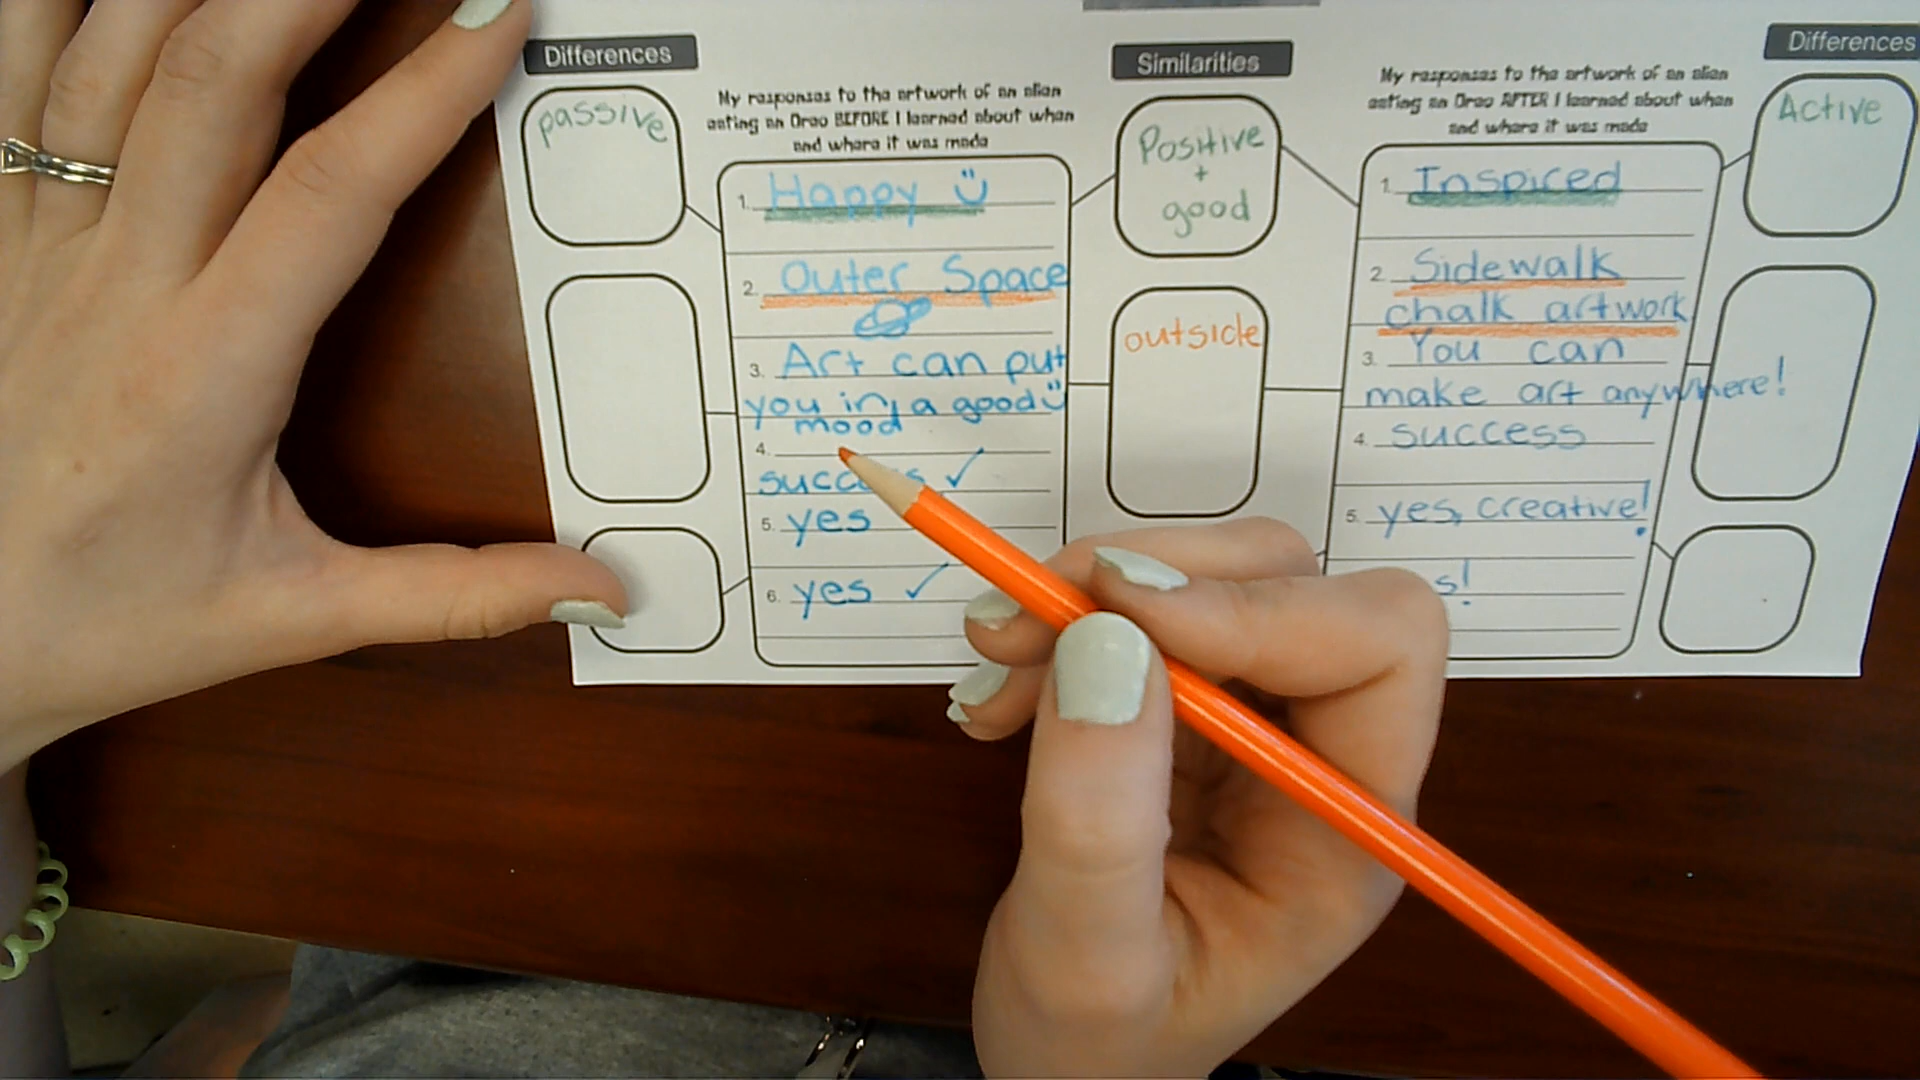 Differences
passive
My responses to the artwork of an alien
eating an Oreo BEFORE I learned about when
and where it was made
1. Happy
2. Outer Space
3. Art can put
you in a good
mood
4.
success ✓
5. yes
6. yes ✓
Similarities
Positive
+
good
outside
My responses to the artwork of an alien
eating an Oreo AFTER I learned about when
and where it was made
1. Inspired
2. Sidewalk
chalk artwork
3. You can
make art anywhere!
4. success
5. yes, creative!
Differences
Active